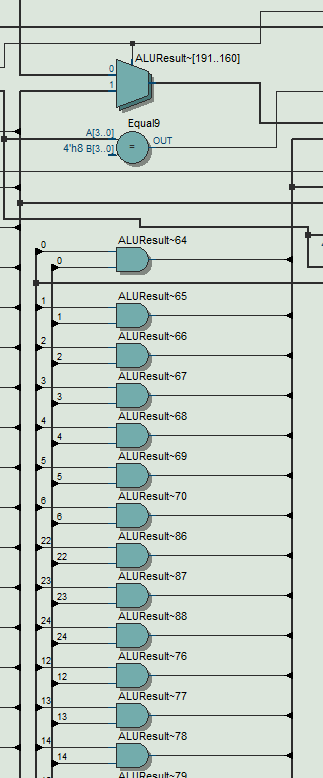 ALUResult~[191..160]
0
1
Equal9
A[3..0]
OUT
=
4'h8 B[3..0]
ALUResult~64
0
0
ALUResult~65
1
1
ALUResult~66
2
2
ALUResult~67
3
3
ALUResult~68
4
4
ALUResult~69
5
5
ALUResult~70
6
6
ALUResult~86
22
22
ALUResult~87
23
23
ALUResult~88
24
24
ALUResult~76
12
12
ALUResult~77
13
13
ALUResult~78
14
14
ALUResult~79